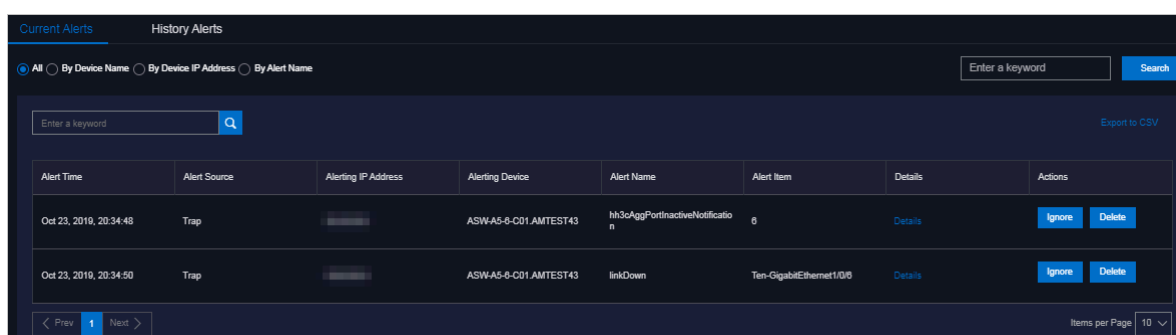 Current Alerts History Alerts
All By Device Name By Device IP Address By Alert Name Enter a keyword Search
Enter a keyword Export to CSV
Alert Time Alert Source Alerting IP Address Alerting Device Alert Name Alert Item Details Actions
Oct 23, 2019, 20:34:48 Trap ASW-A5-6-C01.AMTEST43 hh3cAggPortInactiveNotificatio 6 Details Ignore Delete
n
Oct 23, 2019, 20:34:50 Trap ASW-A5-6-C01.AMTEST43 linkDown Ten-GigabitEthernet1/0/6 Details Ignore Delete
< Prev 1 Next > Items per Page 10